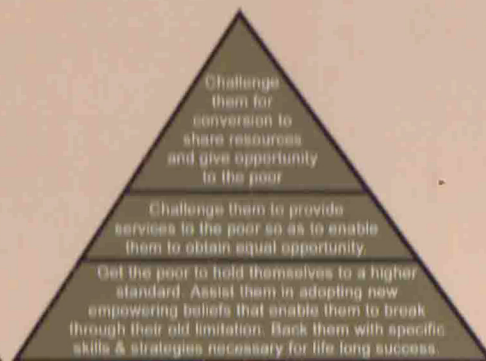 Challenge
them for
conversion to
share resources
and give opportunity
to the poor
Challenge them to provide
services to the poor so as to enable
them to obtain equal opportunity.
Get the poor to hold themselves to a higher
standard. Assist them in adopting new
empowering beliefs that enable them to break
through their old limitation. Back them with specific
skills & strategies necessary for life long success.